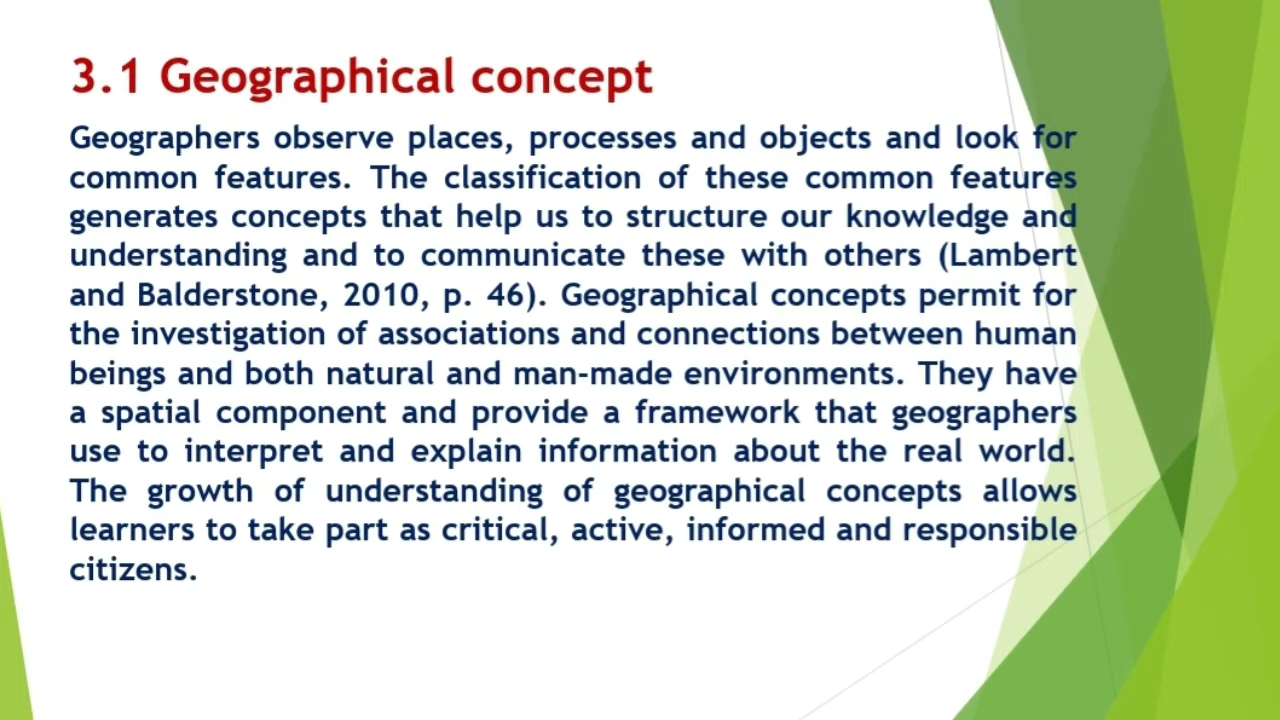 3.1 Geographical concept
Geographers observe places, processes and objects and look for
common features. The classification of these common features
generates concepts that help us to structure our knowledge and
understanding and to communicate these with others (Lambert
and Balderstone, 2010, p. 46). Geographical concepts permit for
the investigation of associations and connections between human
beings and both natural and man-made environments. They have
a spatial component and provide a framework that geographers
use to interpret and explain information about the real world.
The growth of understanding of geographical concepts allows
learners to take part as critical, active, informed and responsible
citizens.